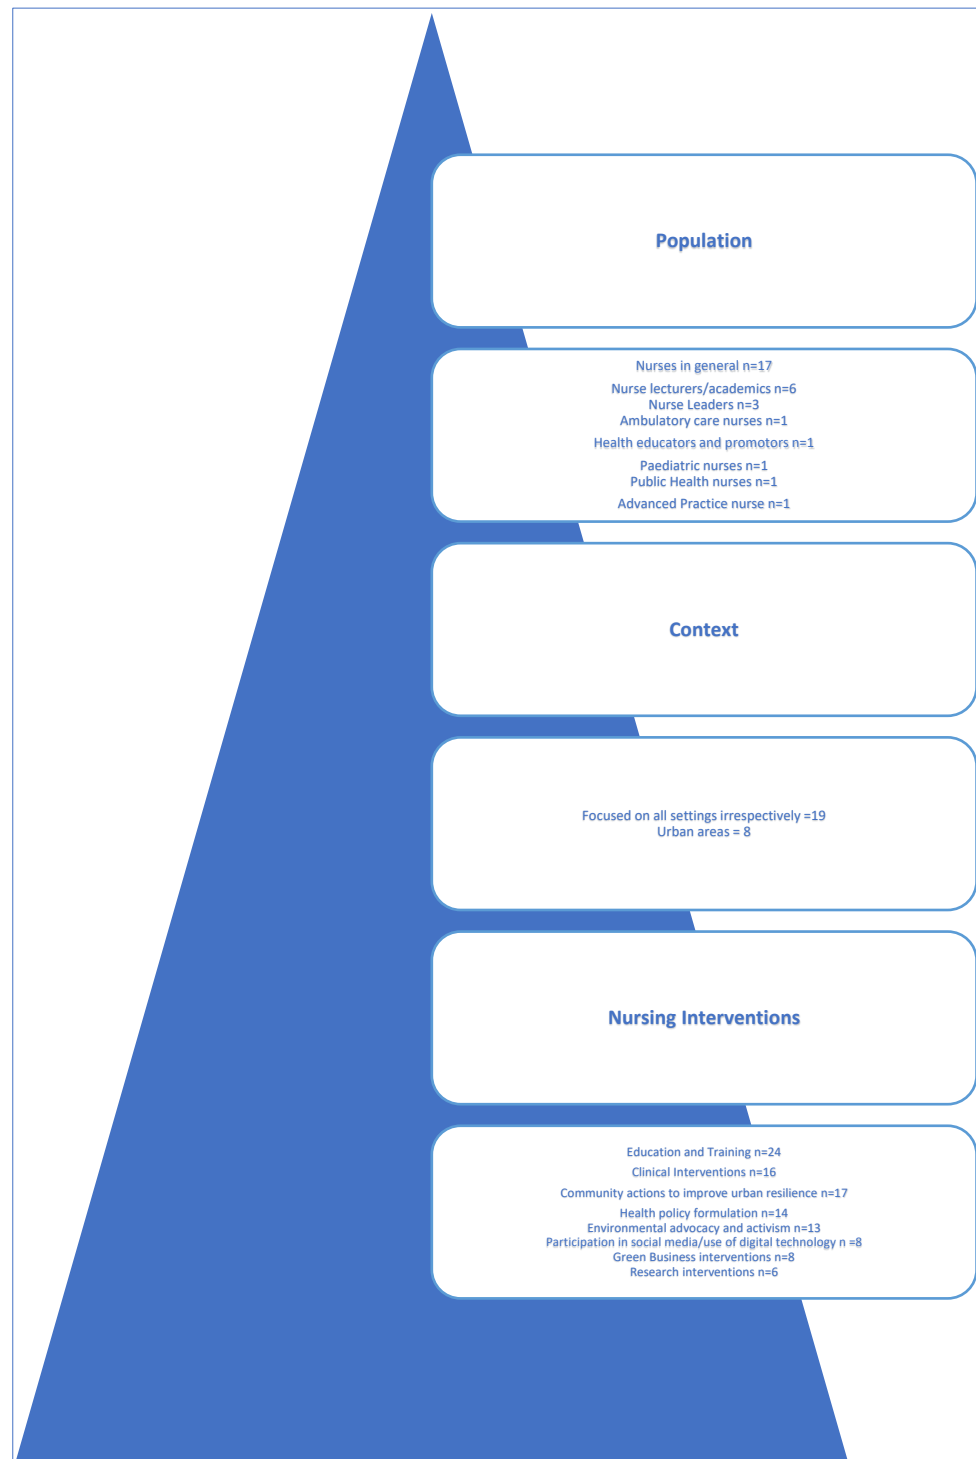 Population
Nurses in general n=17
Nurse lecturers/academics n=6
Nurse Leaders n=3
Ambulatory care nurses n=1
Health educators and promotors n=1
Paediatric nurses n=1
Public Health nurses n=1
Advanced Practice nurse n=1
Context
Focused on all settings irrespectively =19
Urban areas = 8
Nursing Interventions
Education and Training n=24
Clinical Interventions n=16
Community actions to improve urban resilience n=17
Health policy formulation n=14
Environmental advocacy and activism n=13
Participation in social media/use of digital technology n =8
Green Business interventions n=8
Research interventions n=6